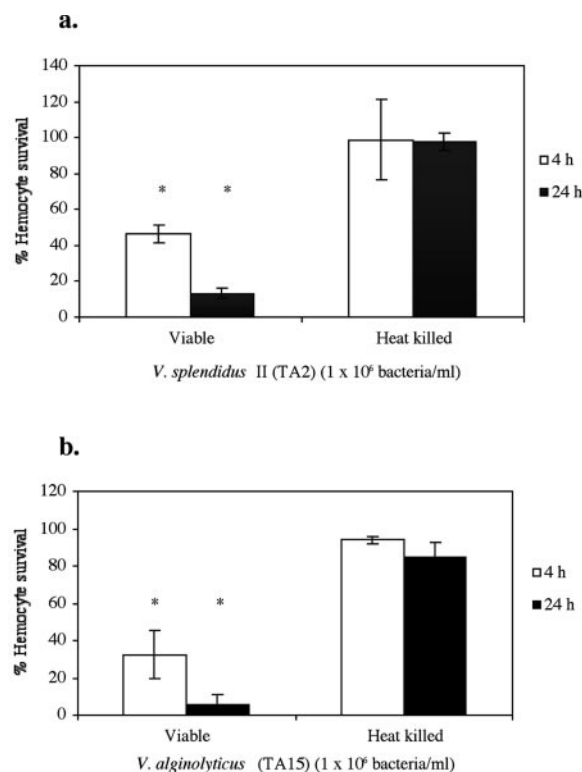 a.
140
120
100
80
60
40
20
0
% Hemocyte survival
* *
4 h
24 h
Viable Heat killed
V. splendidus II (TA2) (1 x 10⁶ bacteria/ml)
b.
120
100
80
60
40
20
0
% Hemocyte survival
* *
4 h
24 h
Viable Heat killed
V. alginolyticus (TA15) (1 x 10⁶ bacteria/ml)